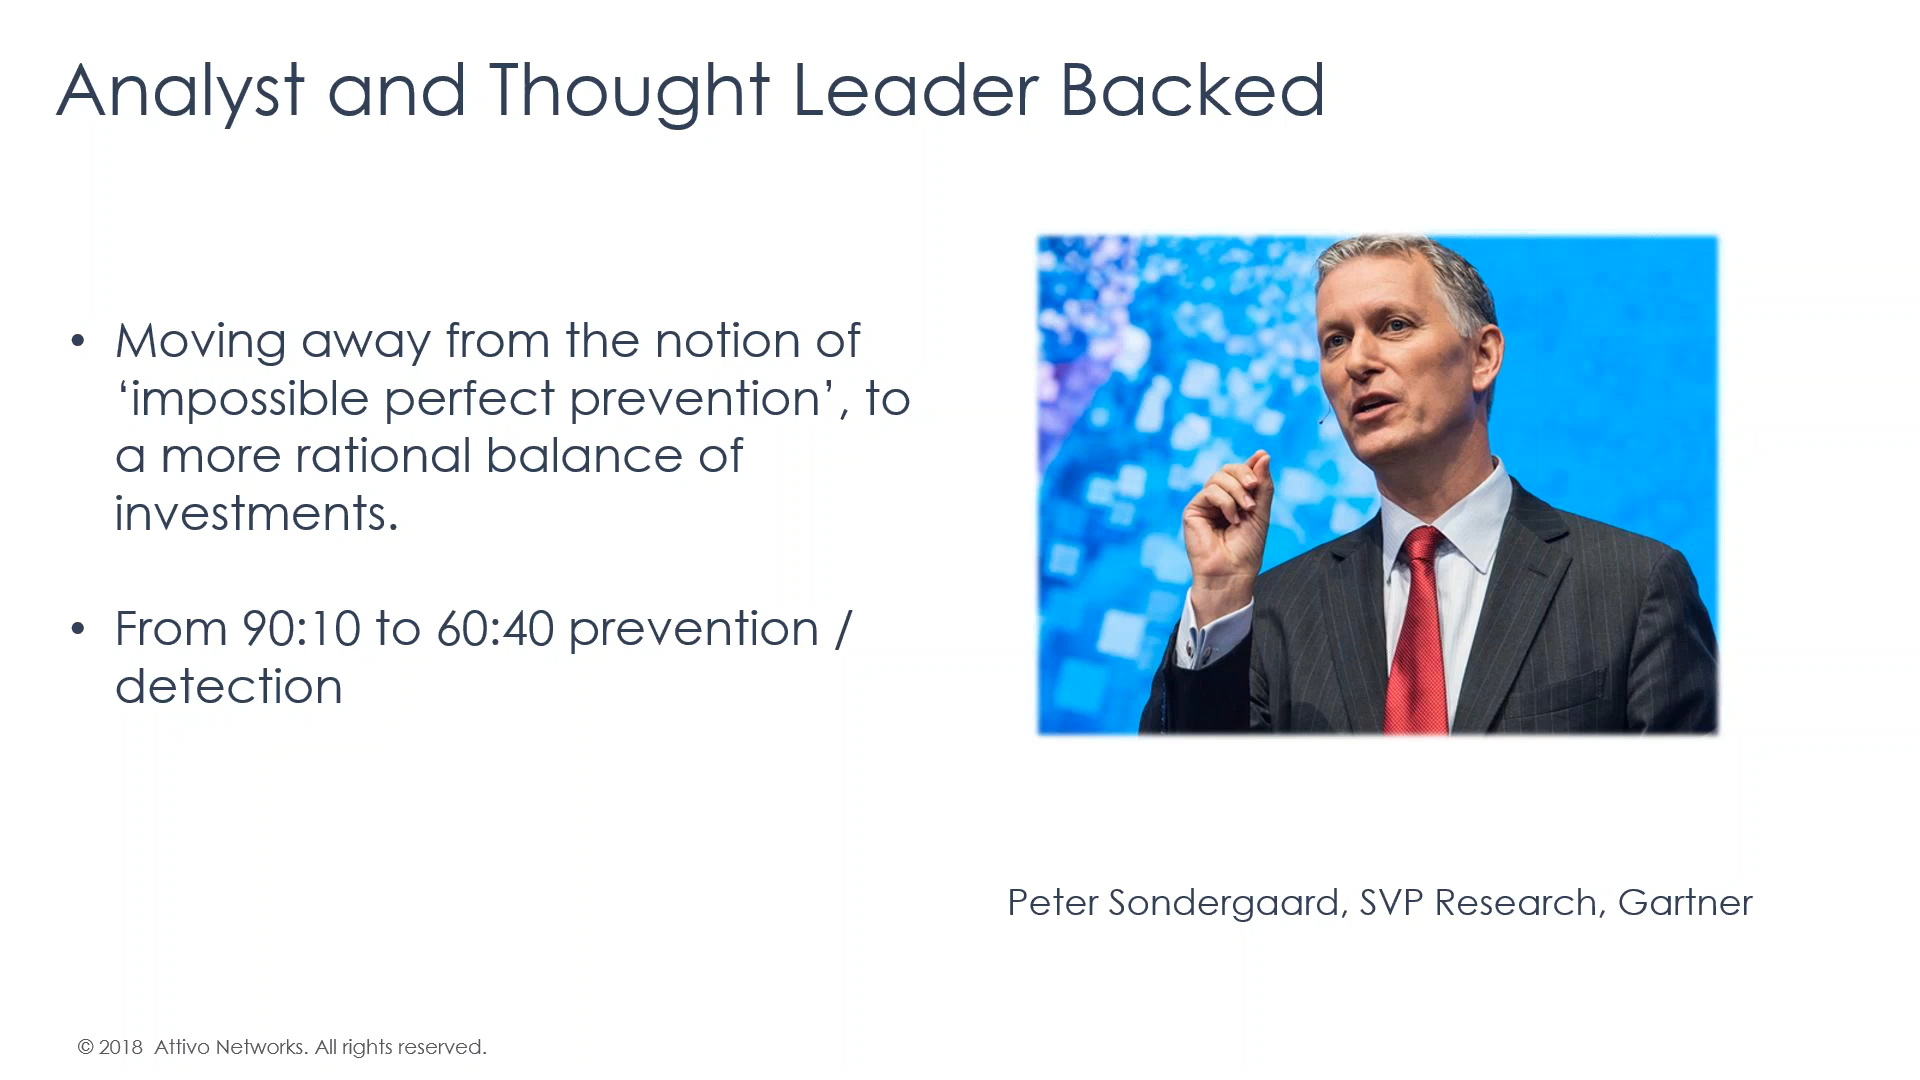 Analyst and Thought Leader Backed
• Moving away from the notion of
‘impossible perfect prevention’, to
a more rational balance of
investments.
• From 90:10 to 60:40 prevention /
detection
Peter Sondergaard, SVP Research, Gartner
© 2018  Attivo Networks. All rights reserved.